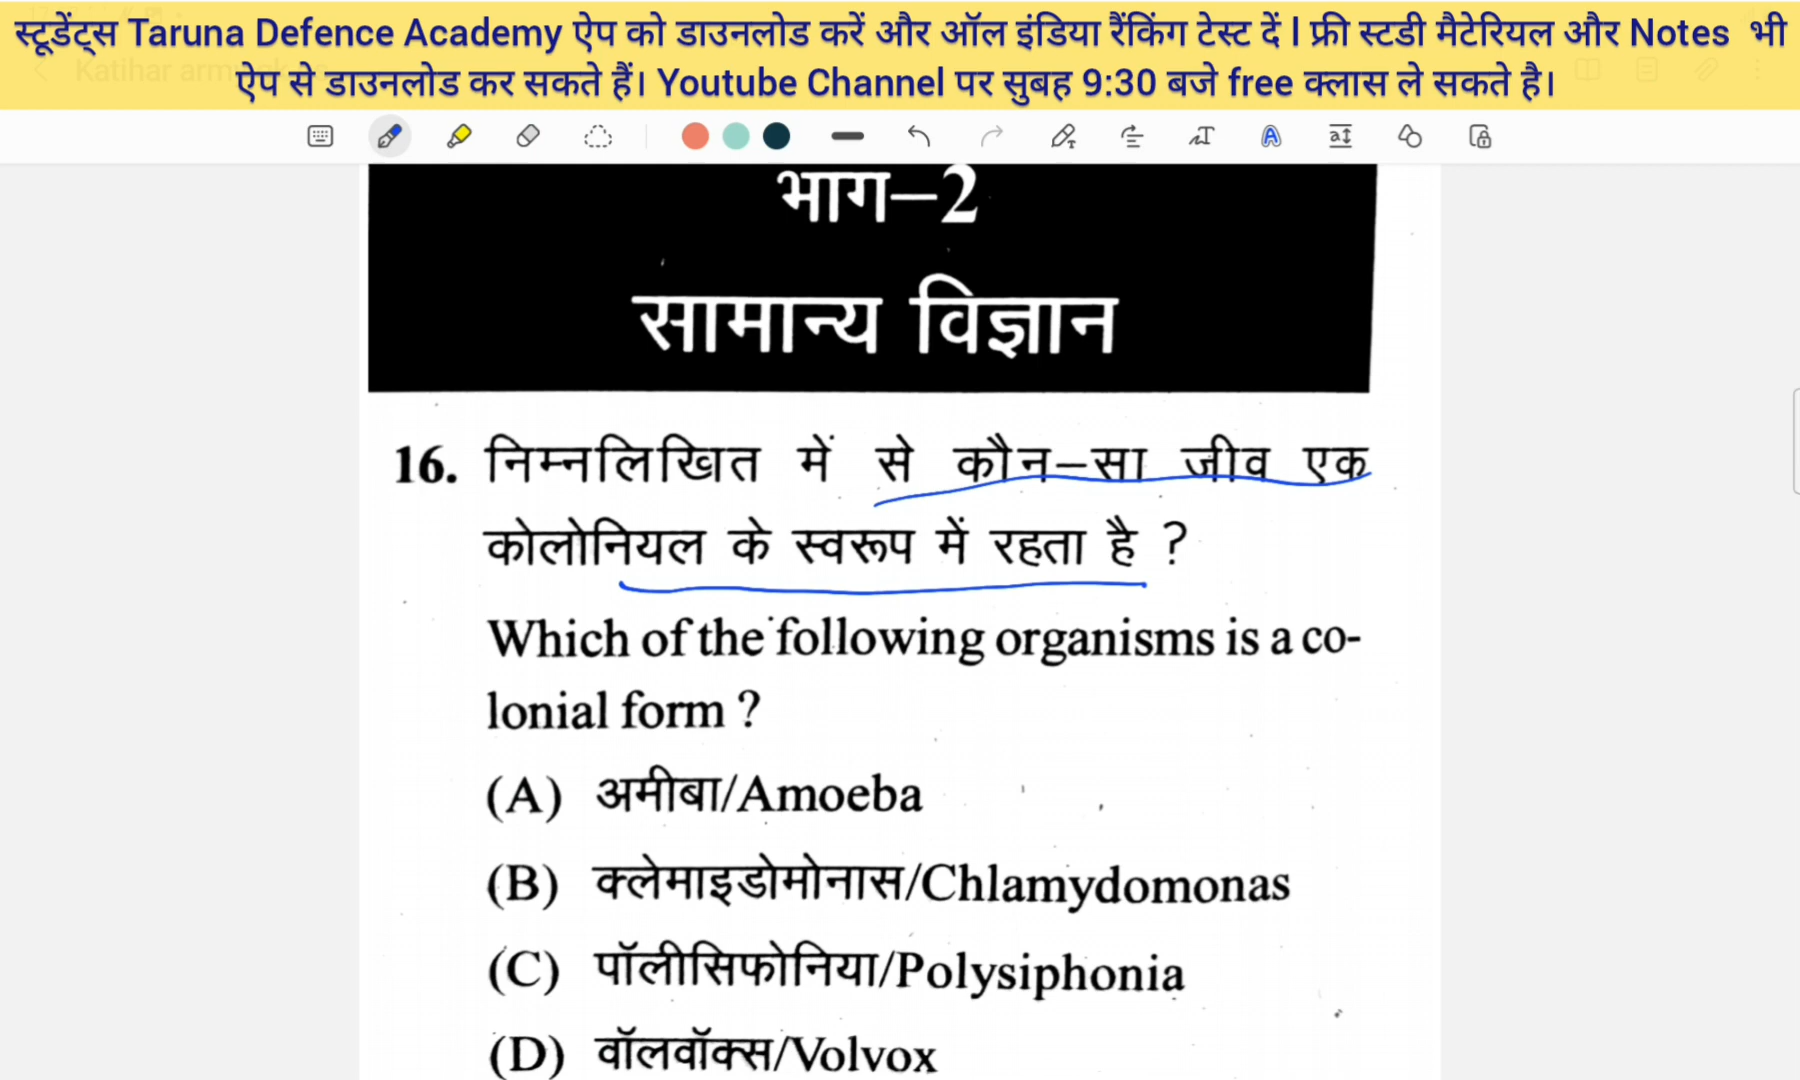 स्टूडेंट्स Taruna Defence Academy ऐप को डाउनलोड करें और ऑल इंडिया रैंकिंग टेस्ट दें l फ्री स्टडी मैटेरियल और Notes भी
ऐप से डाउनलोड कर सकते हैं। Youtube Channel पर सुबह 9:30 बजे free क्लास ले सकते है।
भाग–2
सामान्य विज्ञान
16. निम्नलिखित में से कौन–सा जीव एक
कोलोनियल के स्वरूप में रहता है ?
Which of the following organisms is a co-
lonial form ?
(A) अमीबा/Amoeba
(B) क्लेमाइडोमोनास/Chlamydomonas
(C) पॉलीसिफोनिया/Polysiphonia
(D) वॉलवॉक्स/Volvox